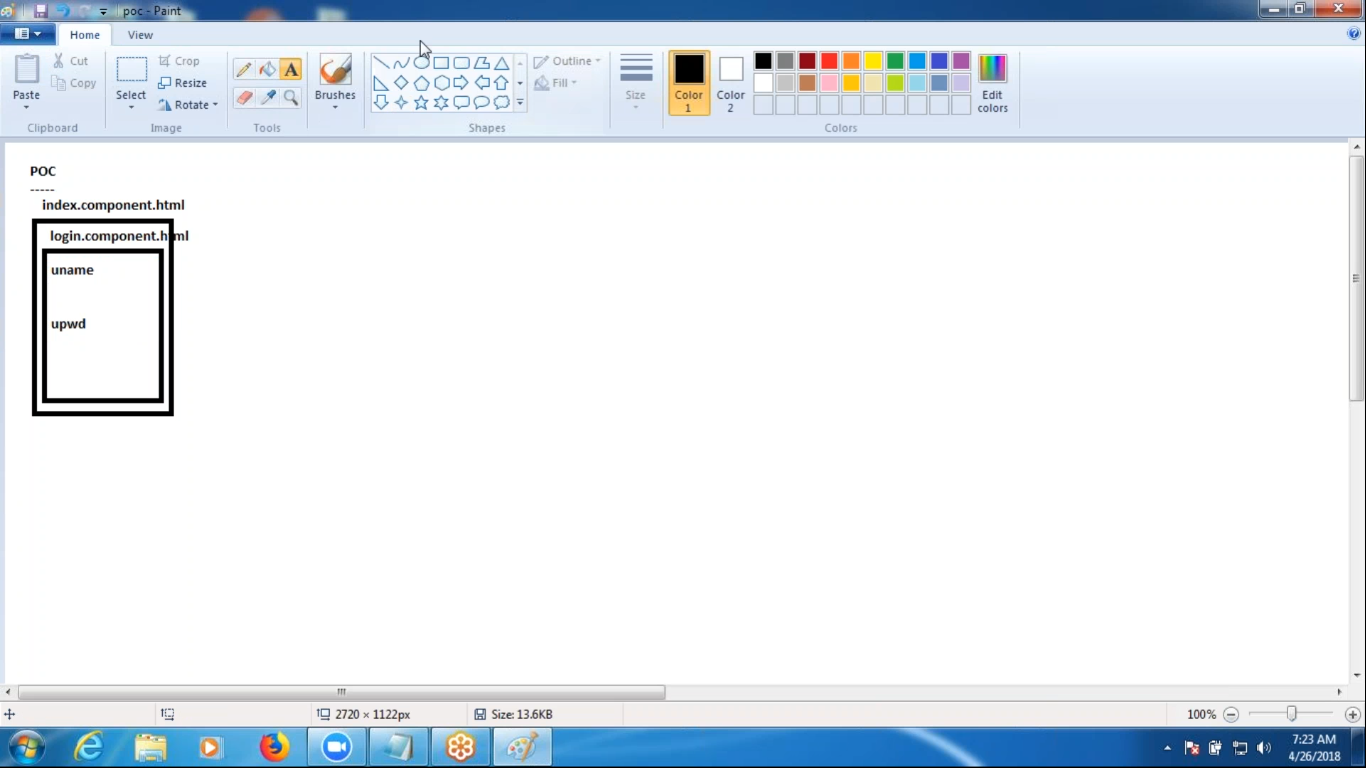 poc - Paint
Home View
Paste
Cut
Copy
Clipboard
Select
Crop
Resize
Rotate
Image
A
Tools
Brushes
Outline
Fill
Shapes
Size
Color 1
Color 2
Edit colors
Colors
POC
-----
index.component.html
login.component.html
uname
upwd
2720 × 1122px
Size: 13.6KB
100%
7:23 AM
4/26/2018